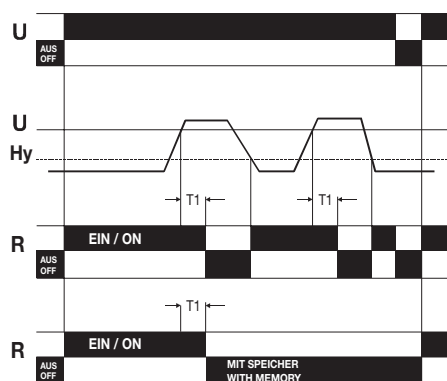 U
AUS
OFF
U
Hy
T1
T1
R
EIN / ON
AUS
OFF
T1
R
EIN / ON
AUS
OFF
MIT SPEICHER
WITH MEMORY